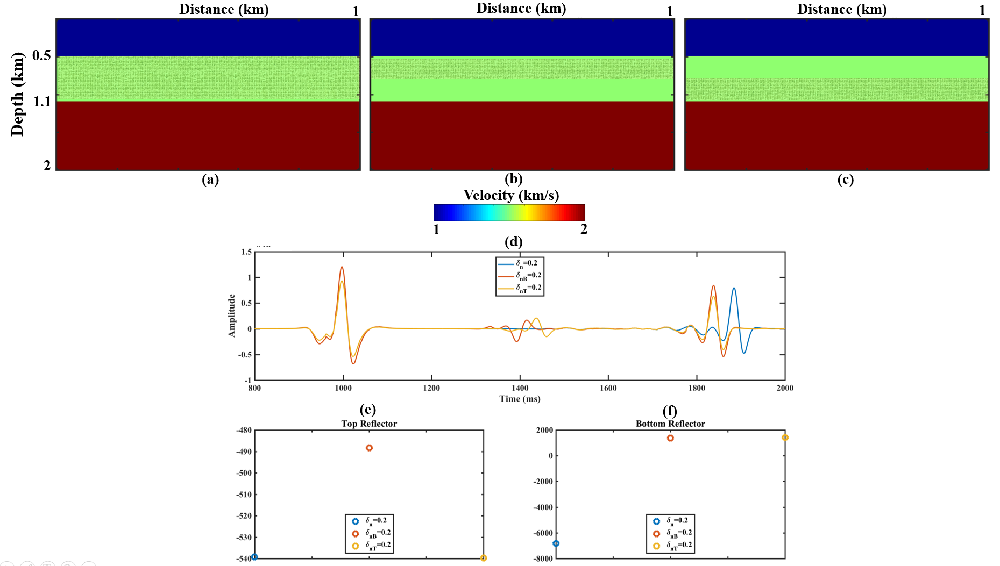 Distance (km) 1 Distance (km) 1 Distance (km) 1
Depth (km)
0.5
1.1
2
(a) (b) (c)
Velocity (km/s)
1 2
(d)
Amplitude
1.5
1
0.5
0
-0.5
-1
δn=0.2
δnB=0.2
δnT=0.2
800 1000 1200 1400 1600 1800 2000
Time (ms)
(e)
Top Reflector
-480
-490
-500
-510
-520
-530
-540
δn=0.2
δnB=0.2
δnT=0.2
(f)
Bottom Reflector
2000
0
-2000
-4000
-6000
-8000
δn=0.2
δnB=0.2
δnT=0.2